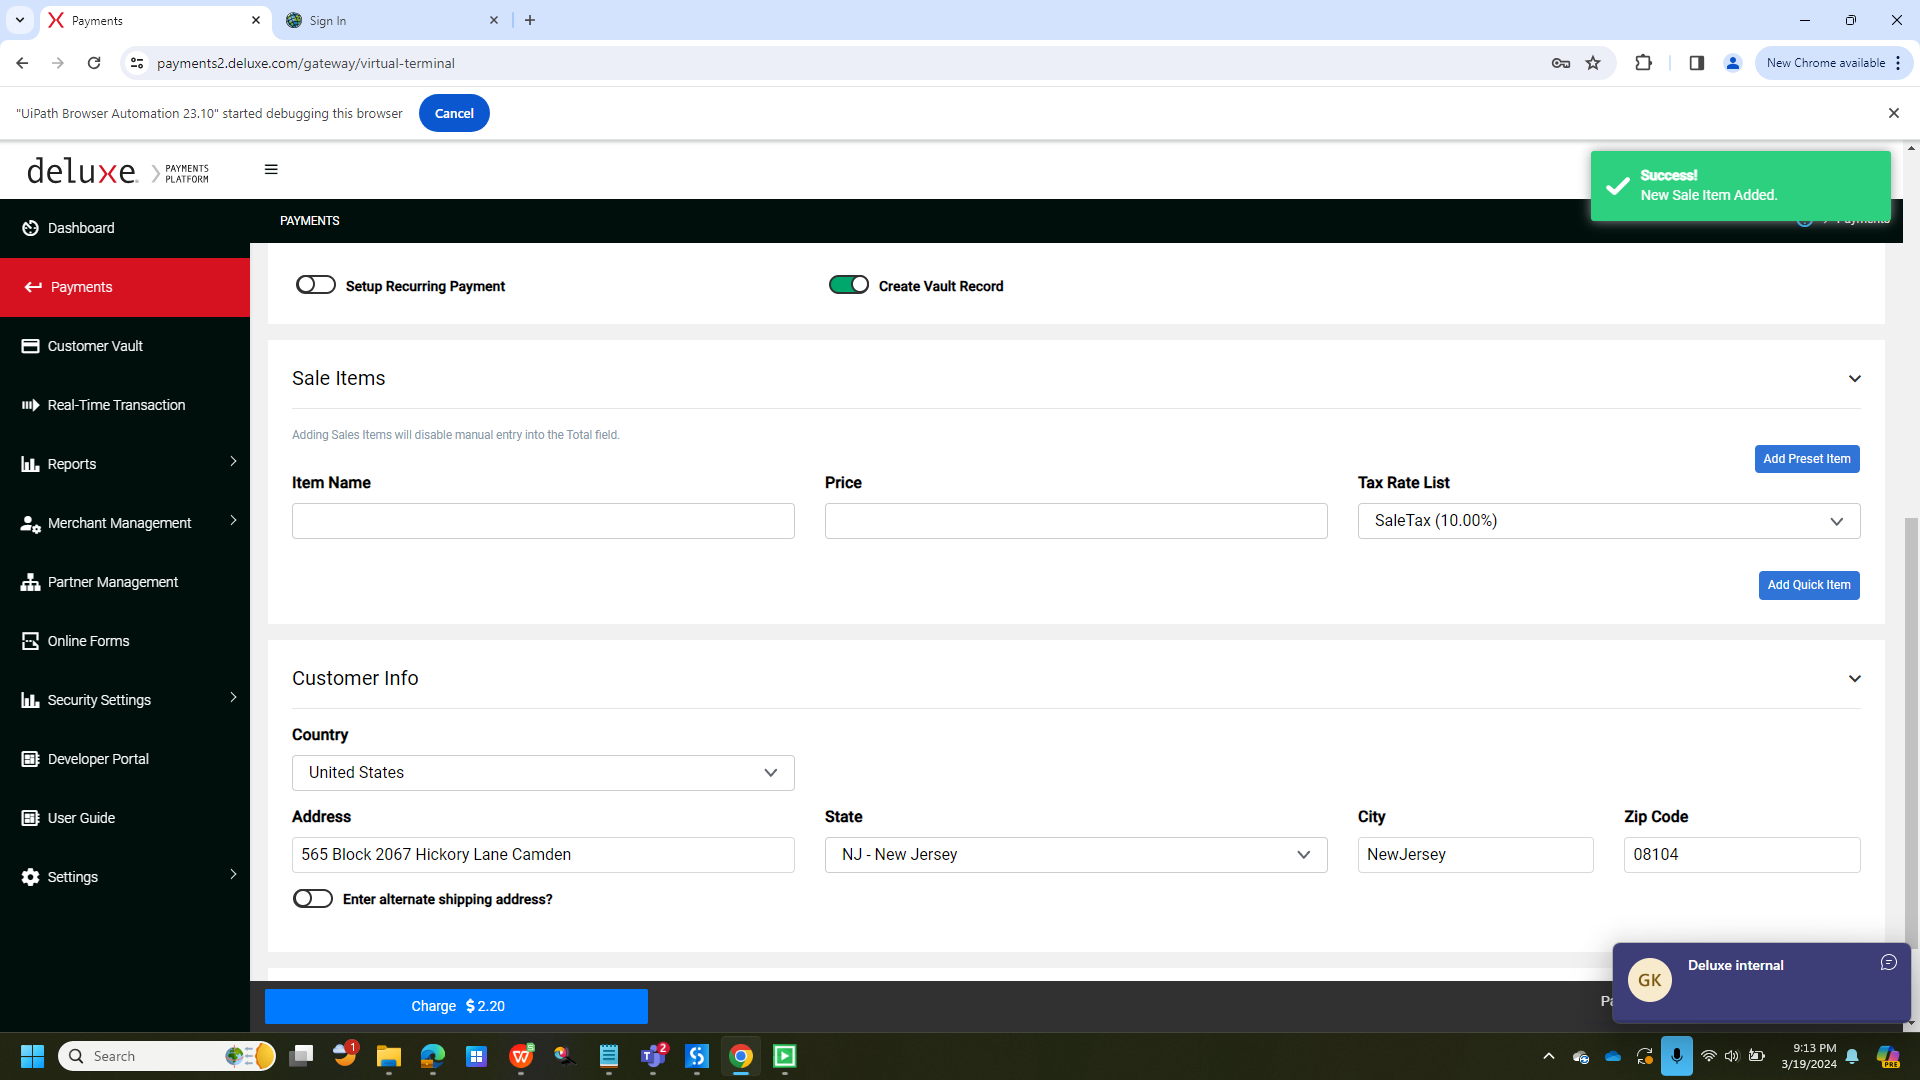 Payments
Sign In
payments2.deluxe.com/gateway/virtual-terminal
New Chrome available
"UiPath Browser Automation 23.10" started debugging this browser
Cancel
deluxe. PAYMENTS PLATFORM
Success!
New Sale Item Added.
Dashboard
PAYMENTS
Payments
Payments
Setup Recurring Payment
Create Vault Record
Customer Vault
Sale Items
Real-Time Transaction
Adding Sales Items will disable manual entry into the Total field.
Add Preset Item
Reports
Item Name
Price
Tax Rate List
Merchant Management
SaleTax (10.00%)
Partner Management
Add Quick Item
Online Forms
Customer Info
Security Settings
Country
Developer Portal
United States
User Guide
Address
State
City
Zip Code
565 Block 2067 Hickory Lane Camden
NJ - New Jersey
NewJersey
08104
Settings
Enter alternate shipping address?
Deluxe internal
GK
Charge $ 2.20
Search
1
2
9:13 PM
3/19/2024
PRE